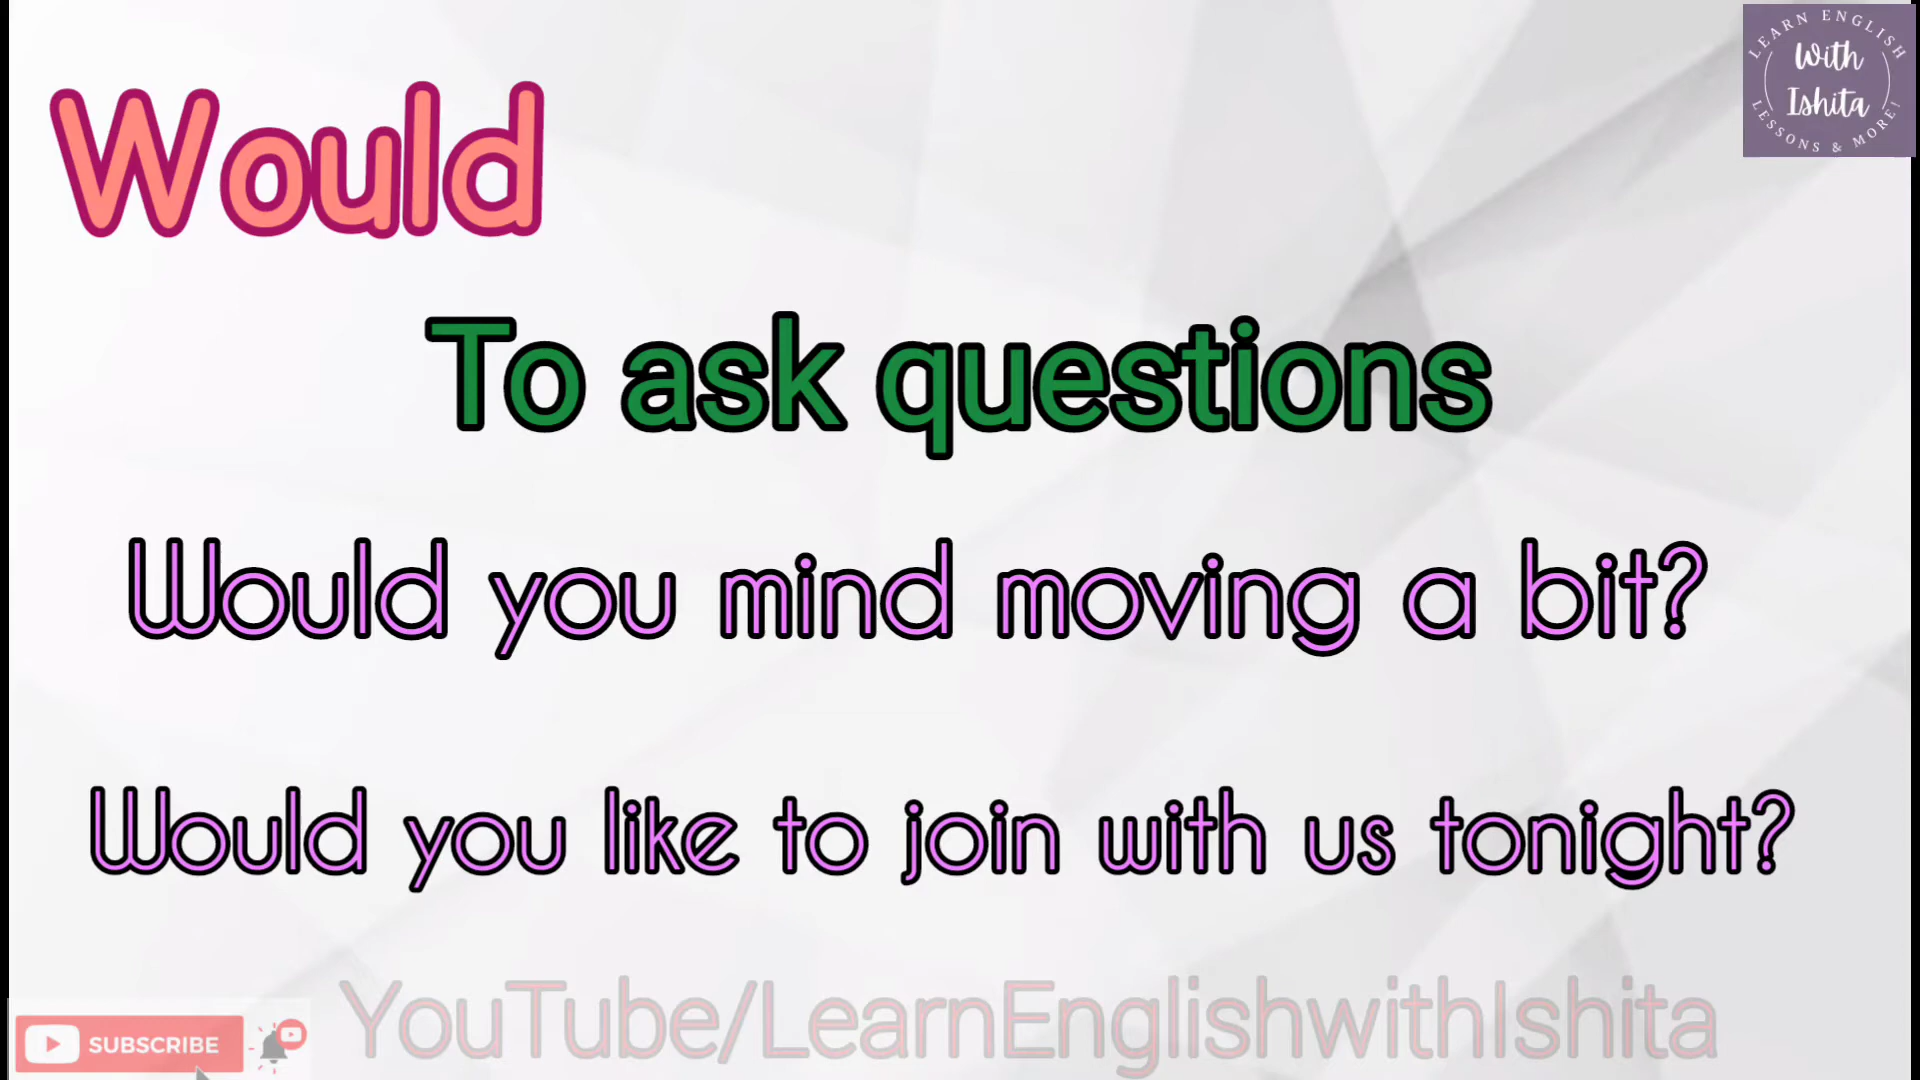 LEARN ENGLISH
With
Ishita
LESSONS & MORE!
Would
To ask questions
Would you mind moving a bit?
Would you like to join with us tonight?
YouTube/LearnEnglishwithIshita
SUBSCRIBE